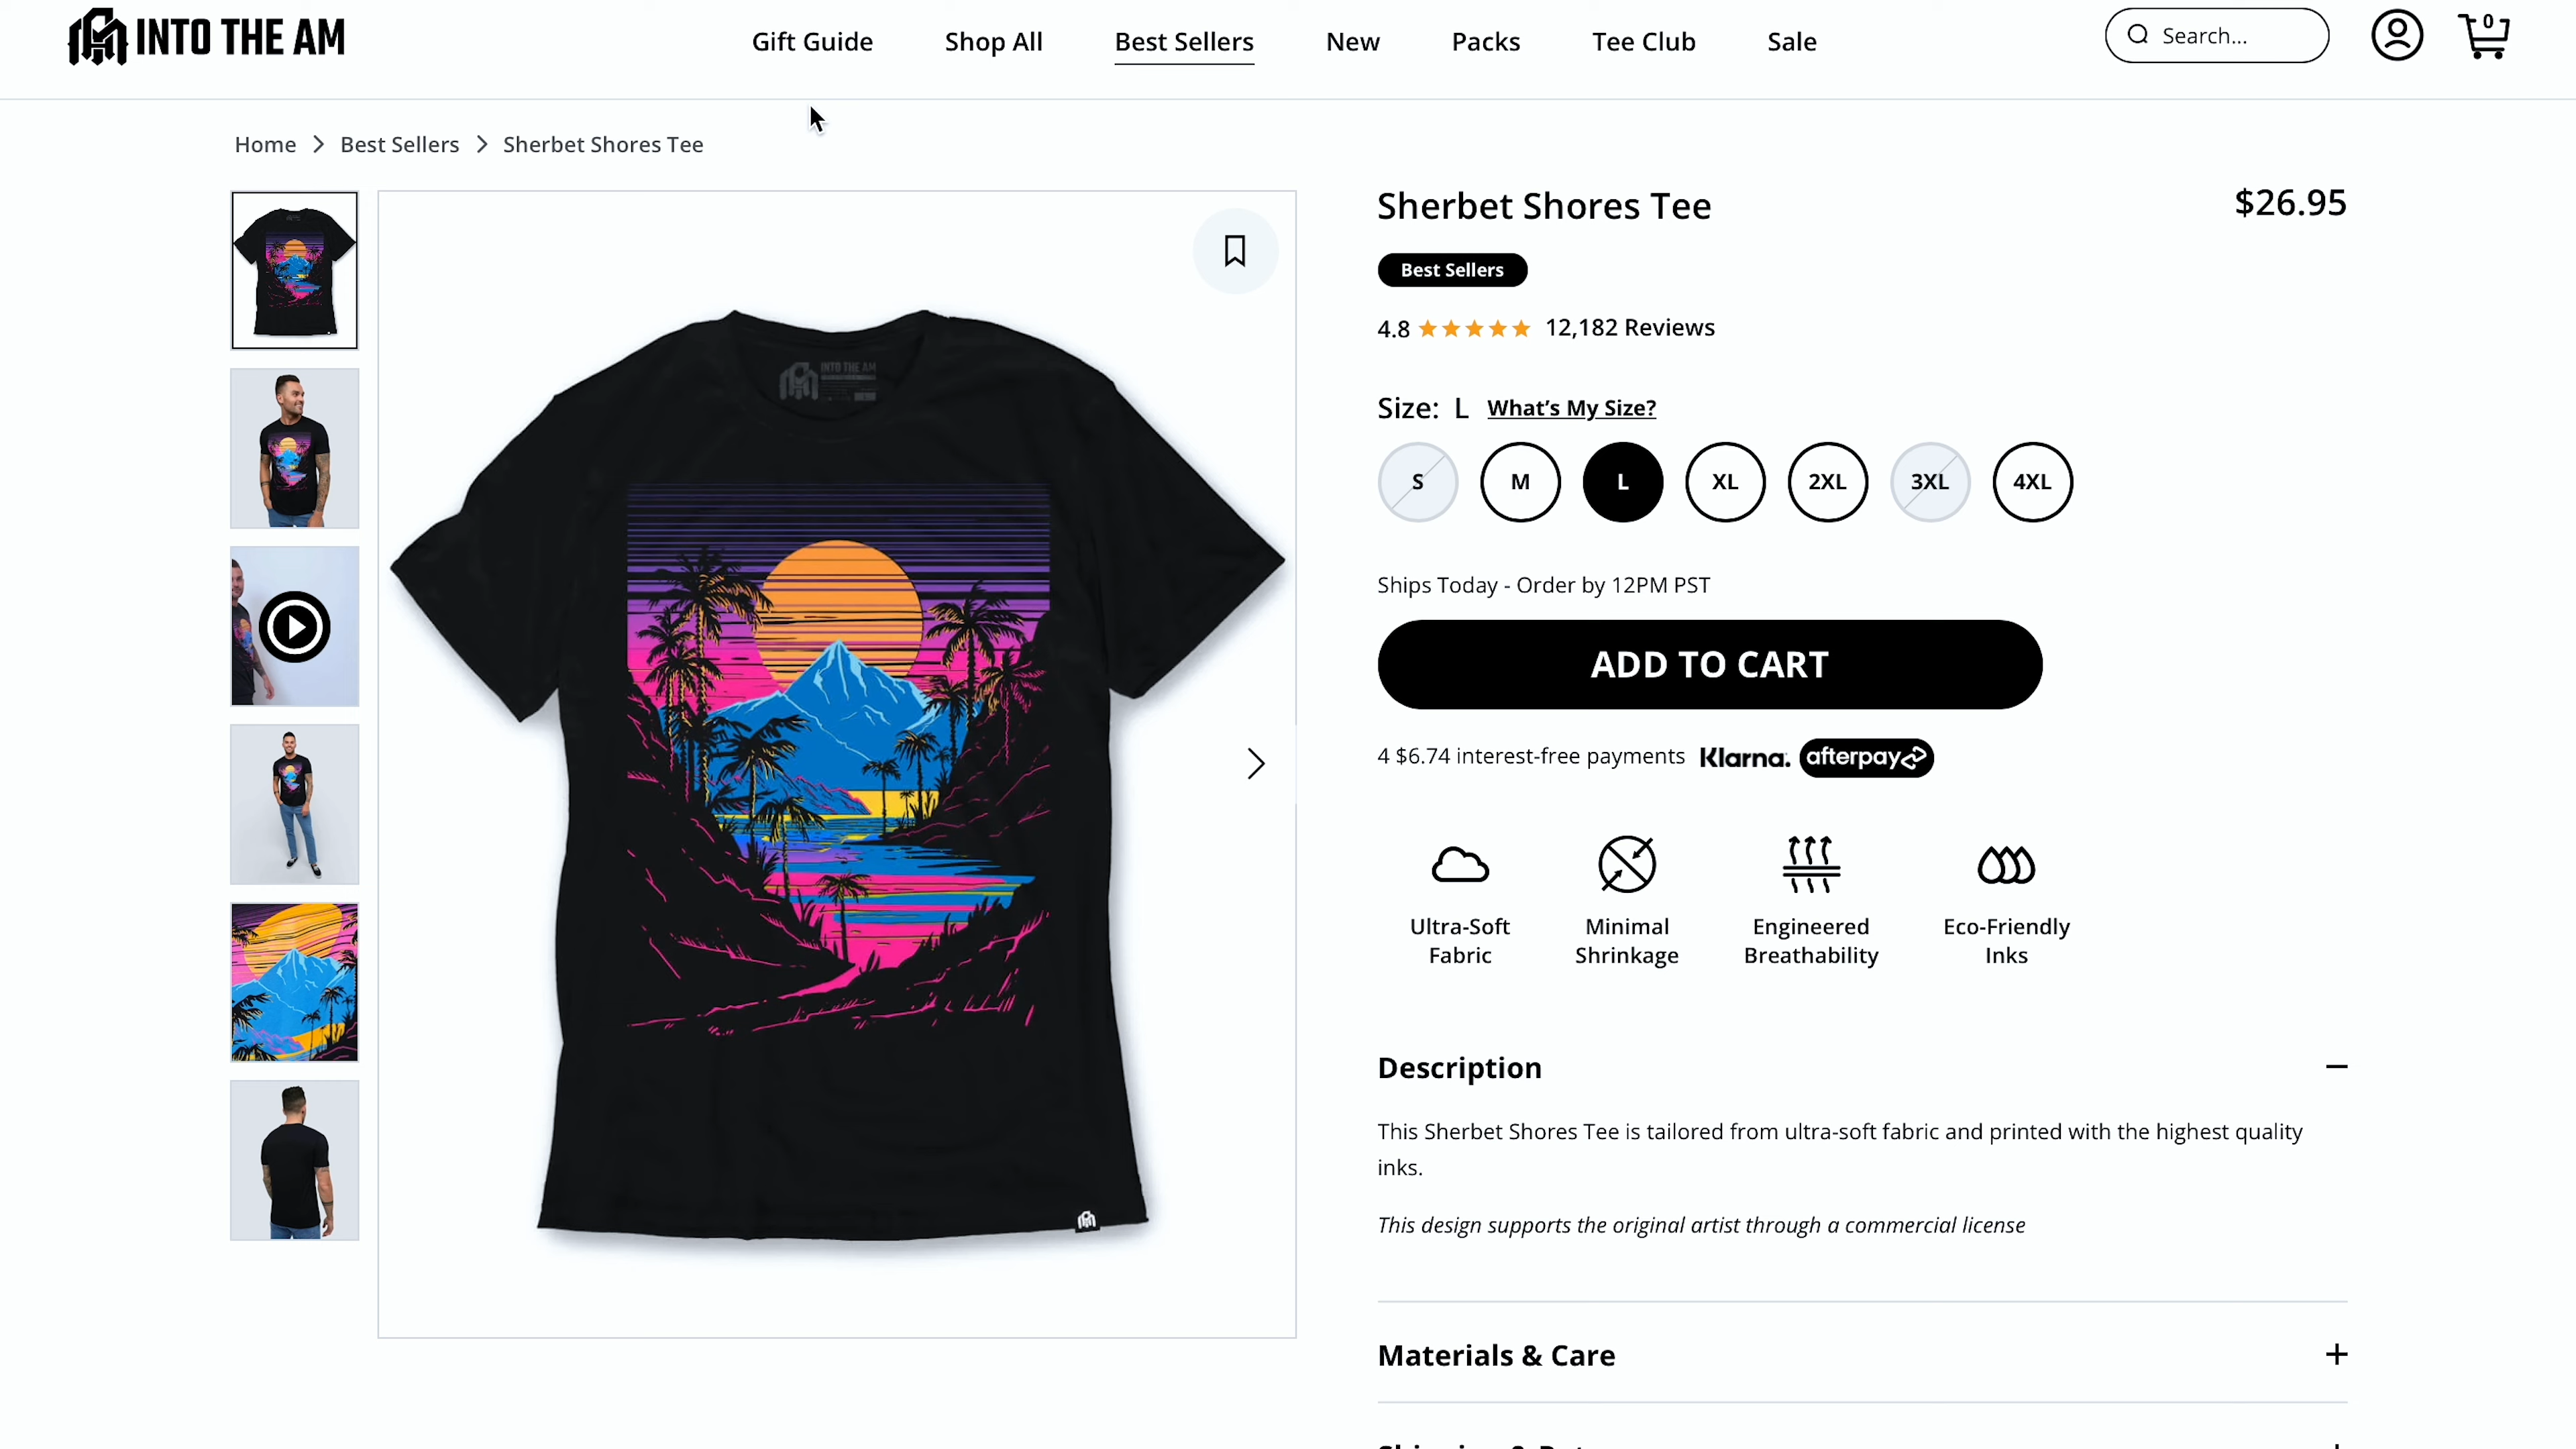 INTO THE AM
Gift Guide
Shop All
Best Sellers
New
Packs
Tee Club
Sale
Search...
0
Home > Best Sellers > Sherbet Shores Tee
INTO THE AM
Sherbet Shores Tee
$26.95
Best Sellers
4.8 ★★★★★ 12,182 Reviews
Size: L What's My Size?
S
M
L
XL
2XL
3XL
4XL
Ships Today - Order by 12PM PST
ADD TO CART
4 $6.74 interest-free payments Klarna. afterpay
Ultra-Soft
Fabric
Minimal
Shrinkage
Engineered
Breathability
Eco-Friendly
Inks
Description
This Sherbet Shores Tee is tailored from ultra-soft fabric and printed with the highest quality
inks.
This design supports the original artist through a commercial license
Materials & Care